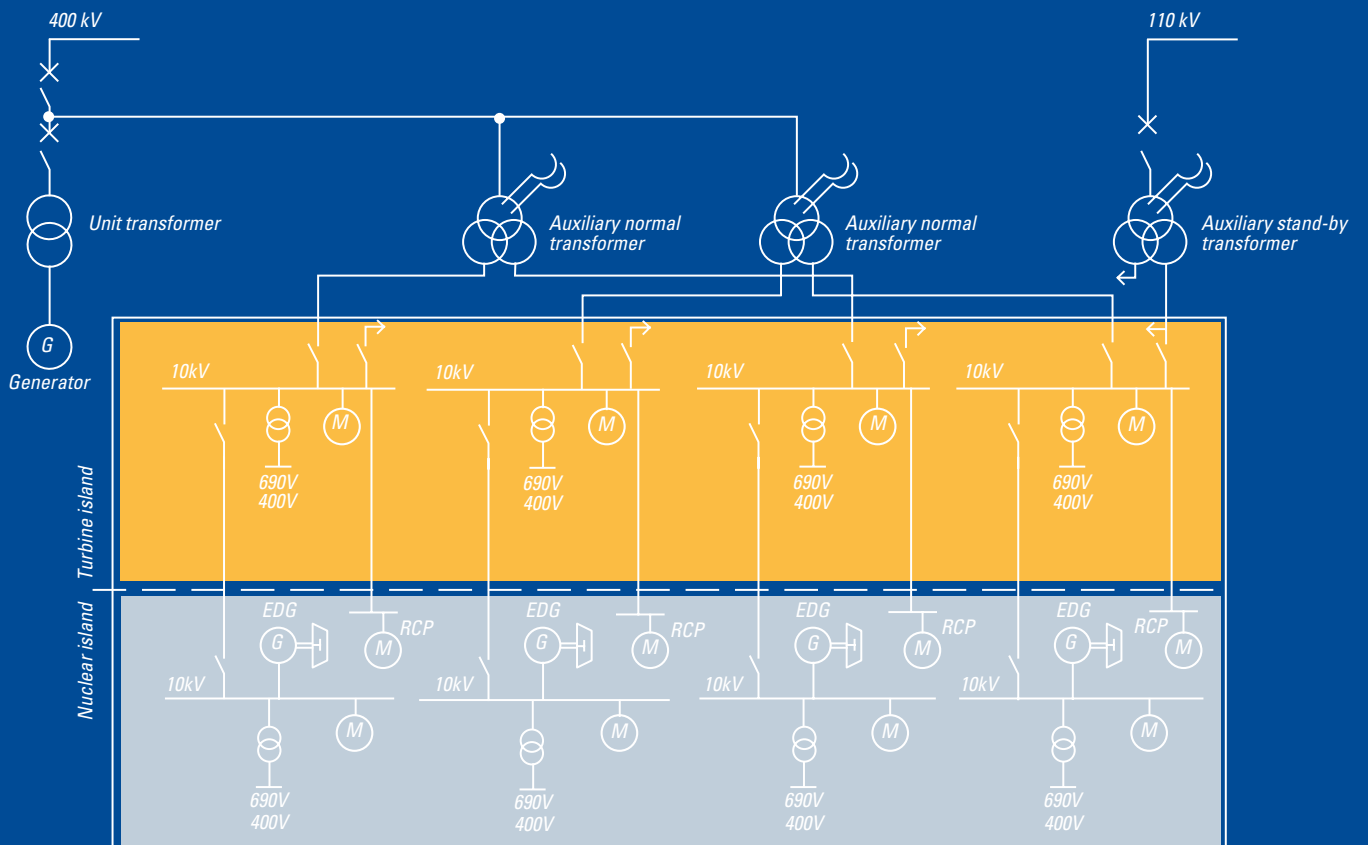 400 kV
110 kV
Unit transformer
Auxiliary normal
transformer
Auxiliary normal
transformer
Auxiliary stand-by
transformer
G
Generator
Turbine island
10kV
M
690V
400V
10kV
M
690V
400V
10kV
M
690V
400V
10kV
M
690V
400V
Nuclear island
EDG
G
RCP
M
10kV
M
690V
400V
EDG
G
RCP
M
10kV
M
690V
400V
EDG
G
RCP
M
10kV
M
690V
400V
EDG
G
RCP
M
10kV
M
690V
400V